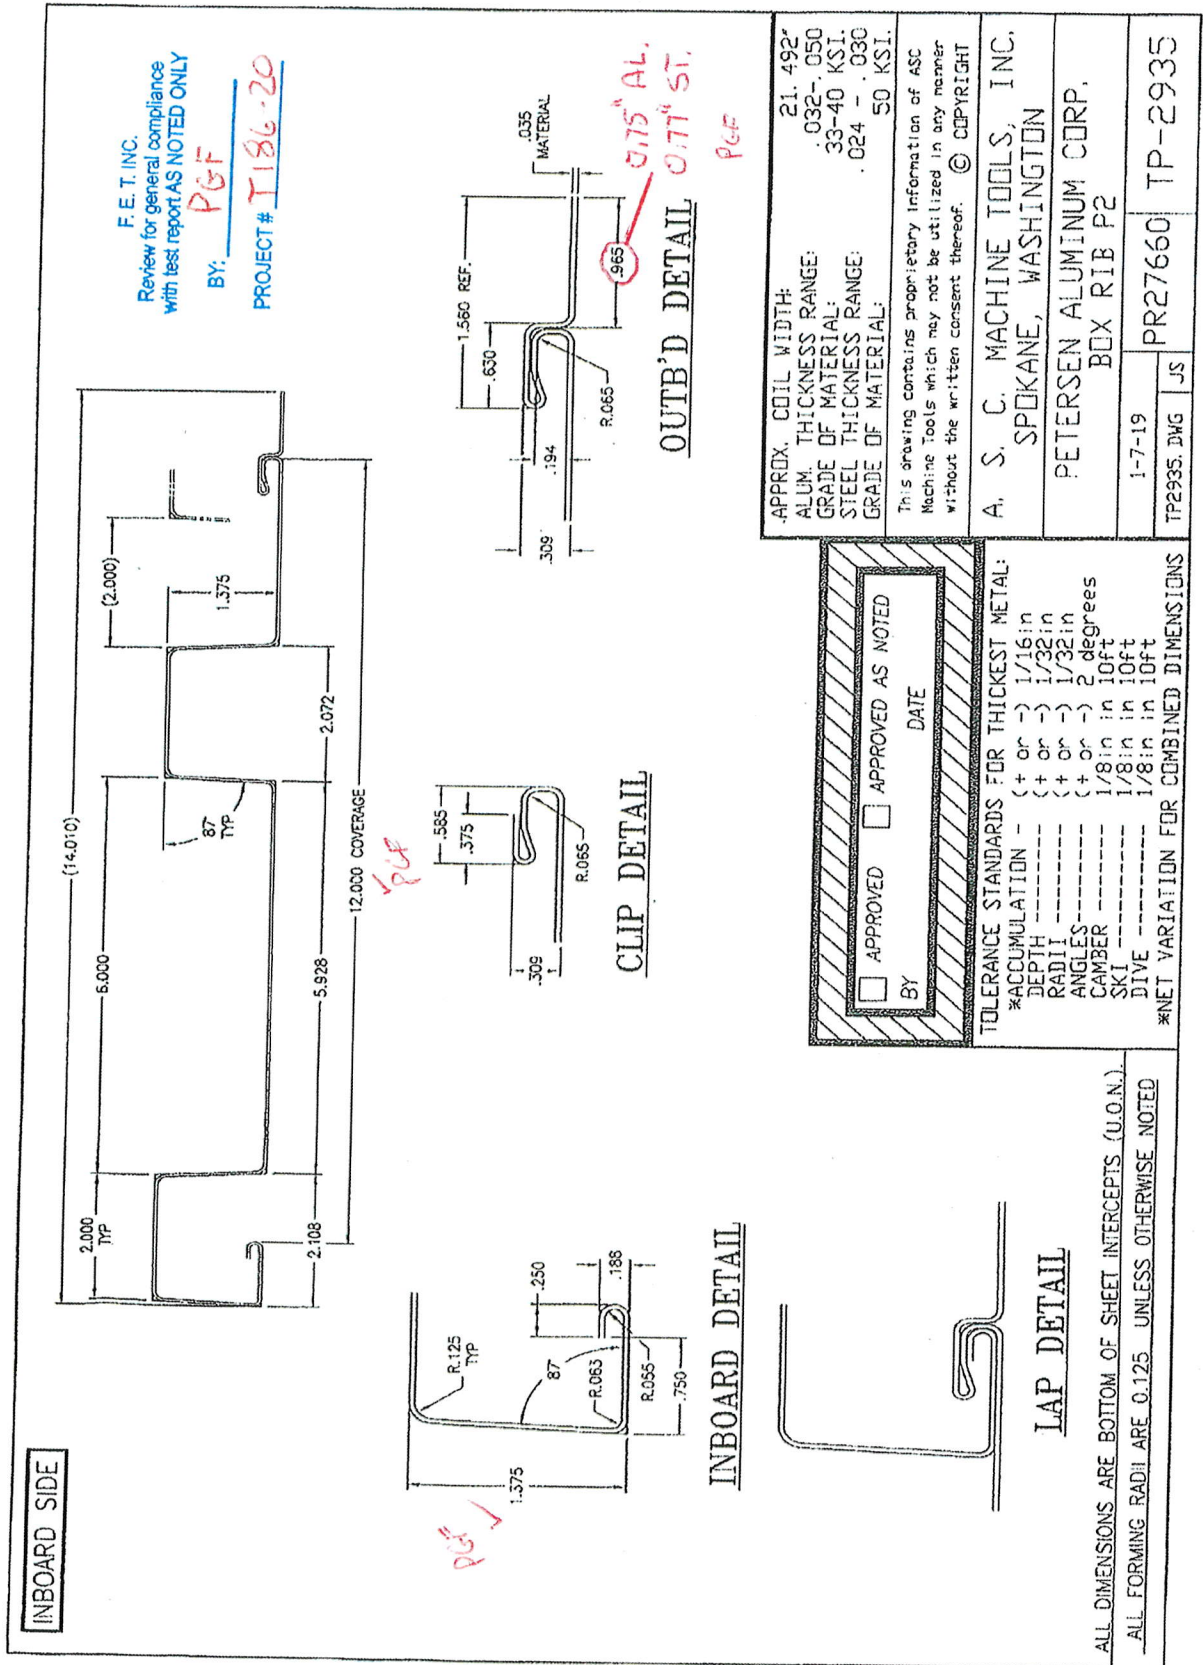 INBOARD SIDE
F. E. T. INC.
Review for general compliance
with test report AS NOTED ONLY
BY: PGF
PROJECT # T186-20
(14.010)
2.000
TYP
6.000
87
TYP
(2.000)
1.375
2.108
5.928
2.072
12.000 COVERAGE
PGF
1.375
R.125
TYP
87°
R.063
R.055
.250
.188
.750
INBOARD DETAIL
PGF
.585
.375
.309
R.065
CLIP DETAIL
1.560 REF.
.630
.035
MATERIAL
.309
.194
R.065
.965
0.75" AL.
0.77" ST.
PGF
OUTB'D DETAIL
LAP DETAIL
ALL DIMENSIONS ARE BOTTOM OF SHEET INTERCEPTS (U.O.N.).
ALL FORMING RADII ARE 0.125 UNLESS OTHERWISE NOTED
APPROVED APPROVED AS NOTED
BY DATE
TOLERANCE STANDARDS FOR THICKEST METAL:
*ACCUMULATION - (+ or -) 1/16in
DEPTH -------- (+ or -) 1/32in
RADII -------- (+ or -) 1/32in
ANGLES-------- (+ or -) 2 degrees
CAMBER -------- 1/8in in 10ft
SKI ----------- 1/8in in 10ft
DIVE ---------- 1/8in in 10ft
*NET VARIATION FOR COMBINED DIMENSIONS
APPROX. COIL WIDTH: 21.492"
ALUM. THICKNESS RANGE: .032-.050
GRADE OF MATERIAL: 33-40 KSI.
STEEL THICKNESS RANGE: .024 - .030
GRADE OF MATERIAL: 50 KSI.
This drawing contains proprietary information of ASC
Machine Tools which may not be utilized in any manner
without the written consent thereof. © COPYRIGHT
A. S. C. MACHINE TOOLS, INC.
SPOKANE, WASHINGTON
PETERSEN ALUMINUM CORP.
BOX RIB P2
1-7-19
TP2935.DWG JS
PR27660
TP-2935